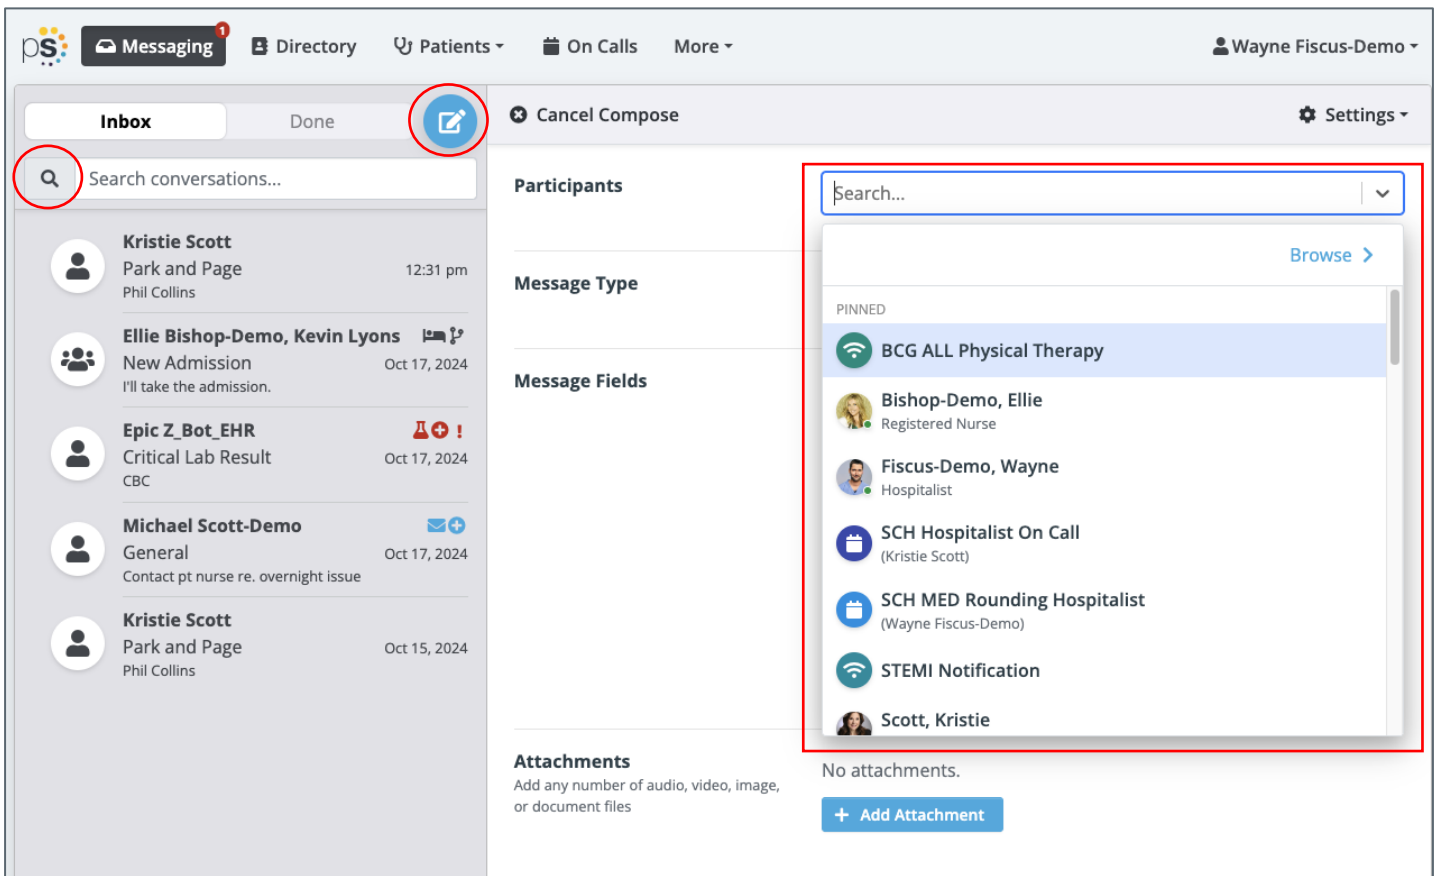 ps:
Messaging
1
Directory
Patients
On Calls
More
Wayne Fiscus-Demo
Inbox
Done
Cancel Compose
Settings
Search conversations...
Kristie Scott
Park and Page
12:31 pm
Phil Collins
Ellie Bishop-Demo, Kevin Lyons
New Admission
Oct 17, 2024
I'll take the admission.
Epic Z_Bot_EHR
!
Critical Lab Result
Oct 17, 2024
CBC
Michael Scott-Demo
General
Oct 17, 2024
Contact pt nurse re. overnight issue
Kristie Scott
Park and Page
Oct 15, 2024
Phil Collins
Participants
Search...
Browse
PINNED
BCG ALL Physical Therapy
Bishop-Demo, Ellie
Registered Nurse
Fiscus-Demo, Wayne
Hospitalist
SCH Hospitalist On Call
(Kristie Scott)
SCH MED Rounding Hospitalist
(Wayne Fiscus-Demo)
STEMI Notification
Scott, Kristie
Message Type
Message Fields
Attachments
Add any number of audio, video, image,
or document files
No attachments.
+ Add Attachment